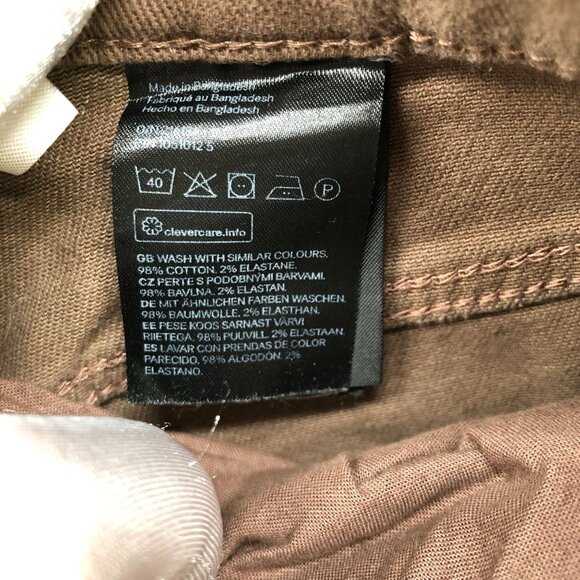 Made in Bangladesh
Fabriqué au Bangladesh
Hecho en Bangladesh
40
P
clevercare.info
GB WASH WITH SIMILAR COLOURS.
98% COTTON. 2% ELASTANE.
CZ PERTE S PODOBNÝMI BARVAMI.
98% BAVLNA. 2% ELASTAN.
DE MIT ÄHNLICHEN FARBEN WASCHEN.
98% BAUMWOLLE. 2% ELASTHAN.
EE PESE KOOS SARNAST VÄRVI
RIIETEGA. 98% PUUVILL. 2% ELASTAAN.
ES LAVAR CON PRENDAS DE COLOR
PARECIDO. 98% ALGODÓN. 2%
ELASTANO.